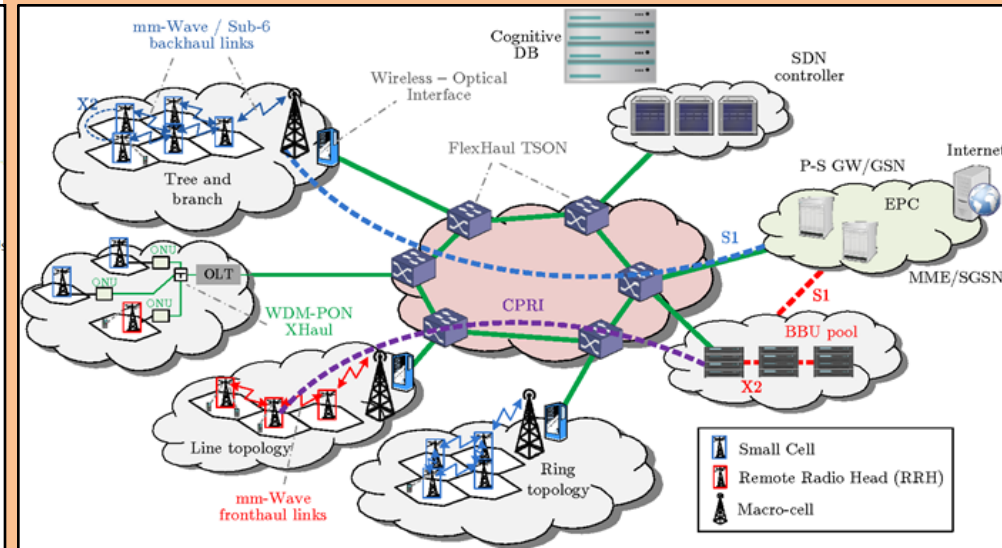 mm-Wave / Sub-6
backhaul links
Cognitive
DB
SDN
controller
Wireless – Optical
Interface
X2
FlexHaul TSON
P-S GW/GSN
Internet
EPC
Tree and
branch
S1
MME/SGSN
ONU
ONU
OLT
ONU
S1
WDM-PON
XHaul
CPRI
BBU pool
X2
Line topology
Ring
topology
mm-Wave
fronthaul links
Small Cell
Remote Radio Head (RRH)
Macro-cell